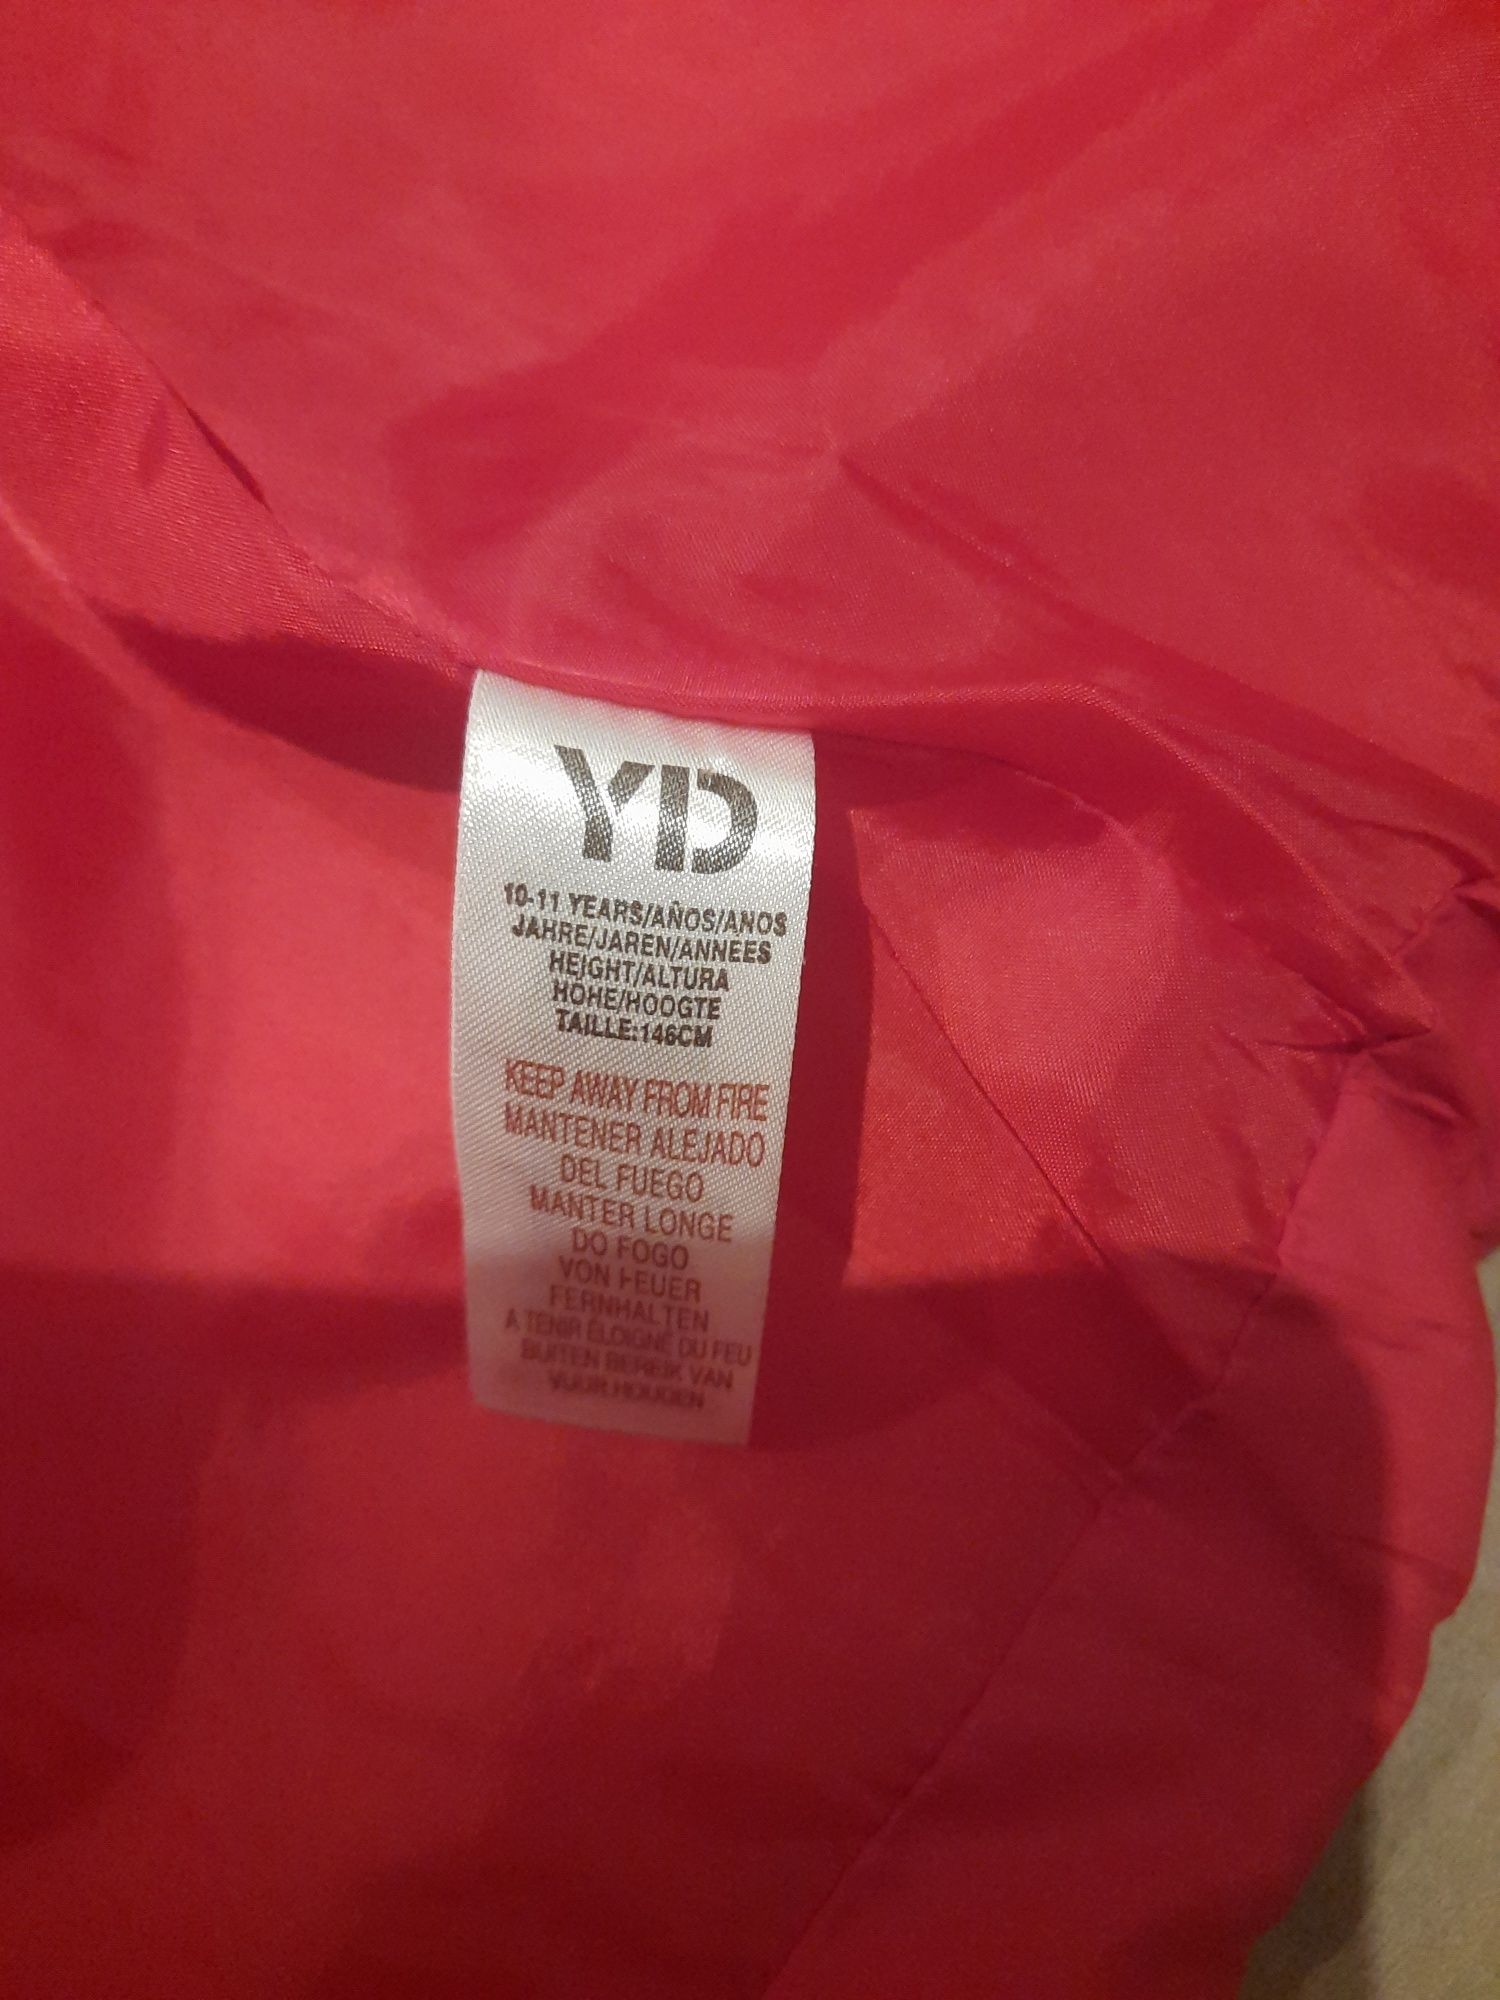 YD
10-11 YEARS/AÑOS/ANOS
JAHRE/JAREN/ANNEES
HEIGHT/ALTURA
HÖHE/HOOGTE
TAILLE:146CM
KEEP AWAY FROM FIRE
MANTENER ALEJADO
DEL FUEGO
MANTER LONGE
DO FOGO
VON FEUER
FERNHALTEN
A TENIR ÉLOIGNÉ DU FEU
BUITEN BEREIK VAN
VUUR HOUDEN